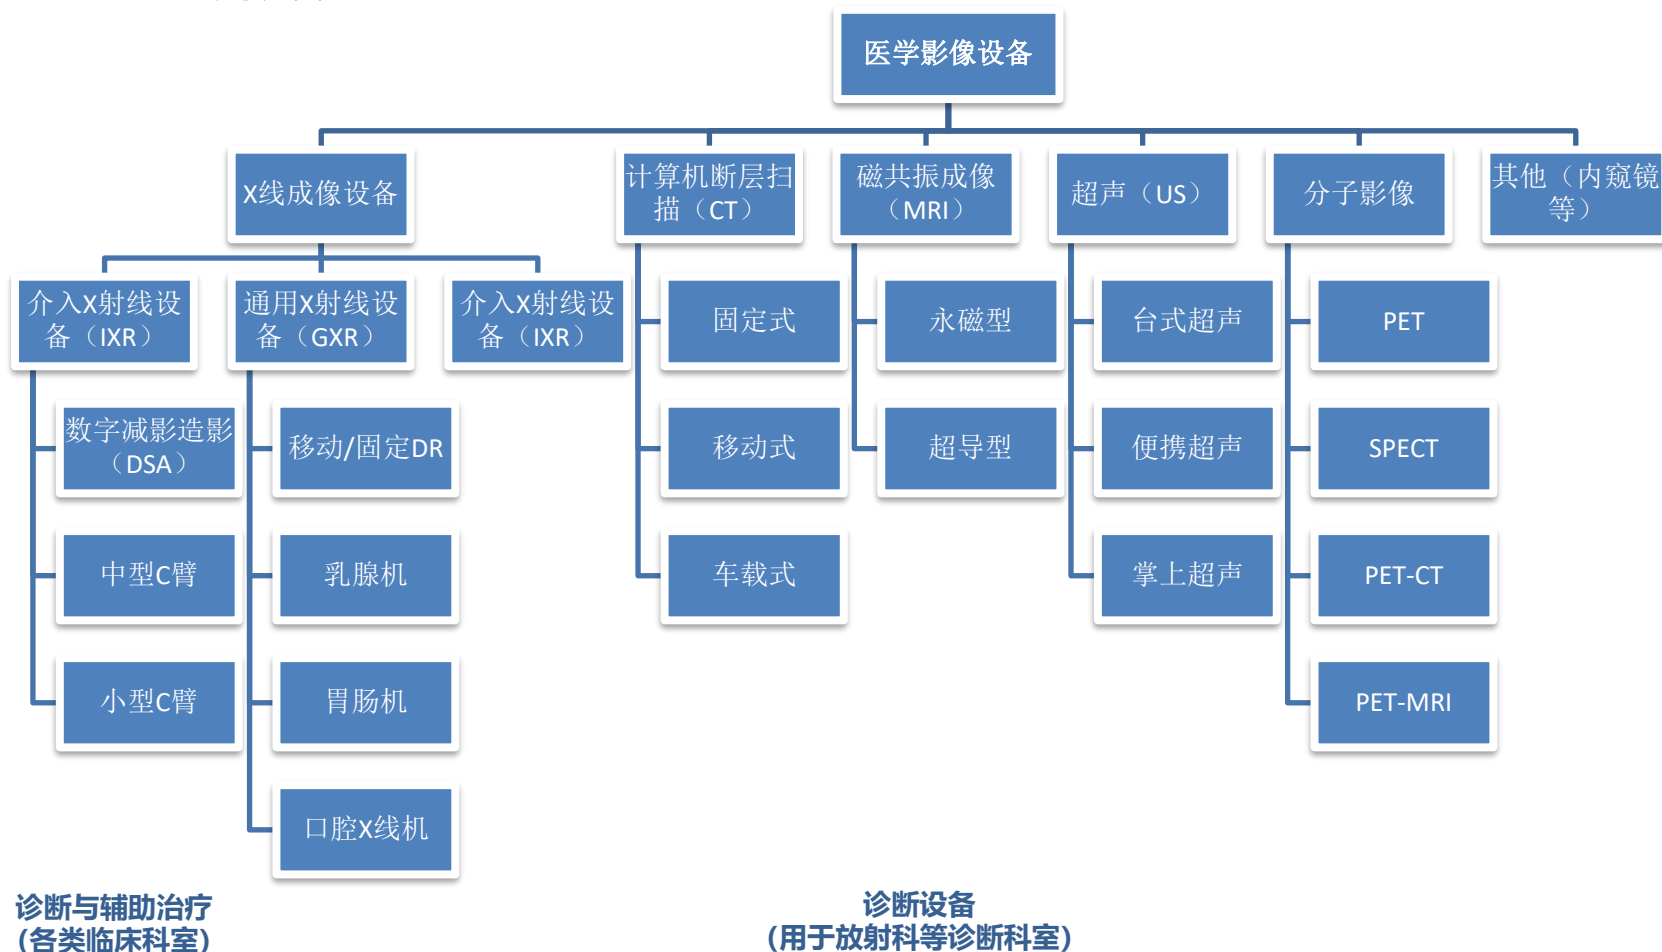 医学影像设备
X线成像设备
计算机断层扫
描（CT）
磁共振成像
（MRI）
超声（US）
分子影像
其他（内窥镜
等）
介入X射线设
备（IXR）
通用X射线设
备（GXR）
介入X射线设
备（IXR）
固定式
永磁型
台式超声
PET
数字减影造影
（DSA）
移动/固定DR
移动式
超导型
便携超声
SPECT
中型C臂
乳腺机
车载式
掌上超声
PET-CT
小型C臂
胃肠机
PET-MRI
口腔X线机
诊断与辅助治疗
（各类临床科室）
诊断设备
（用于放射科等诊断科室）